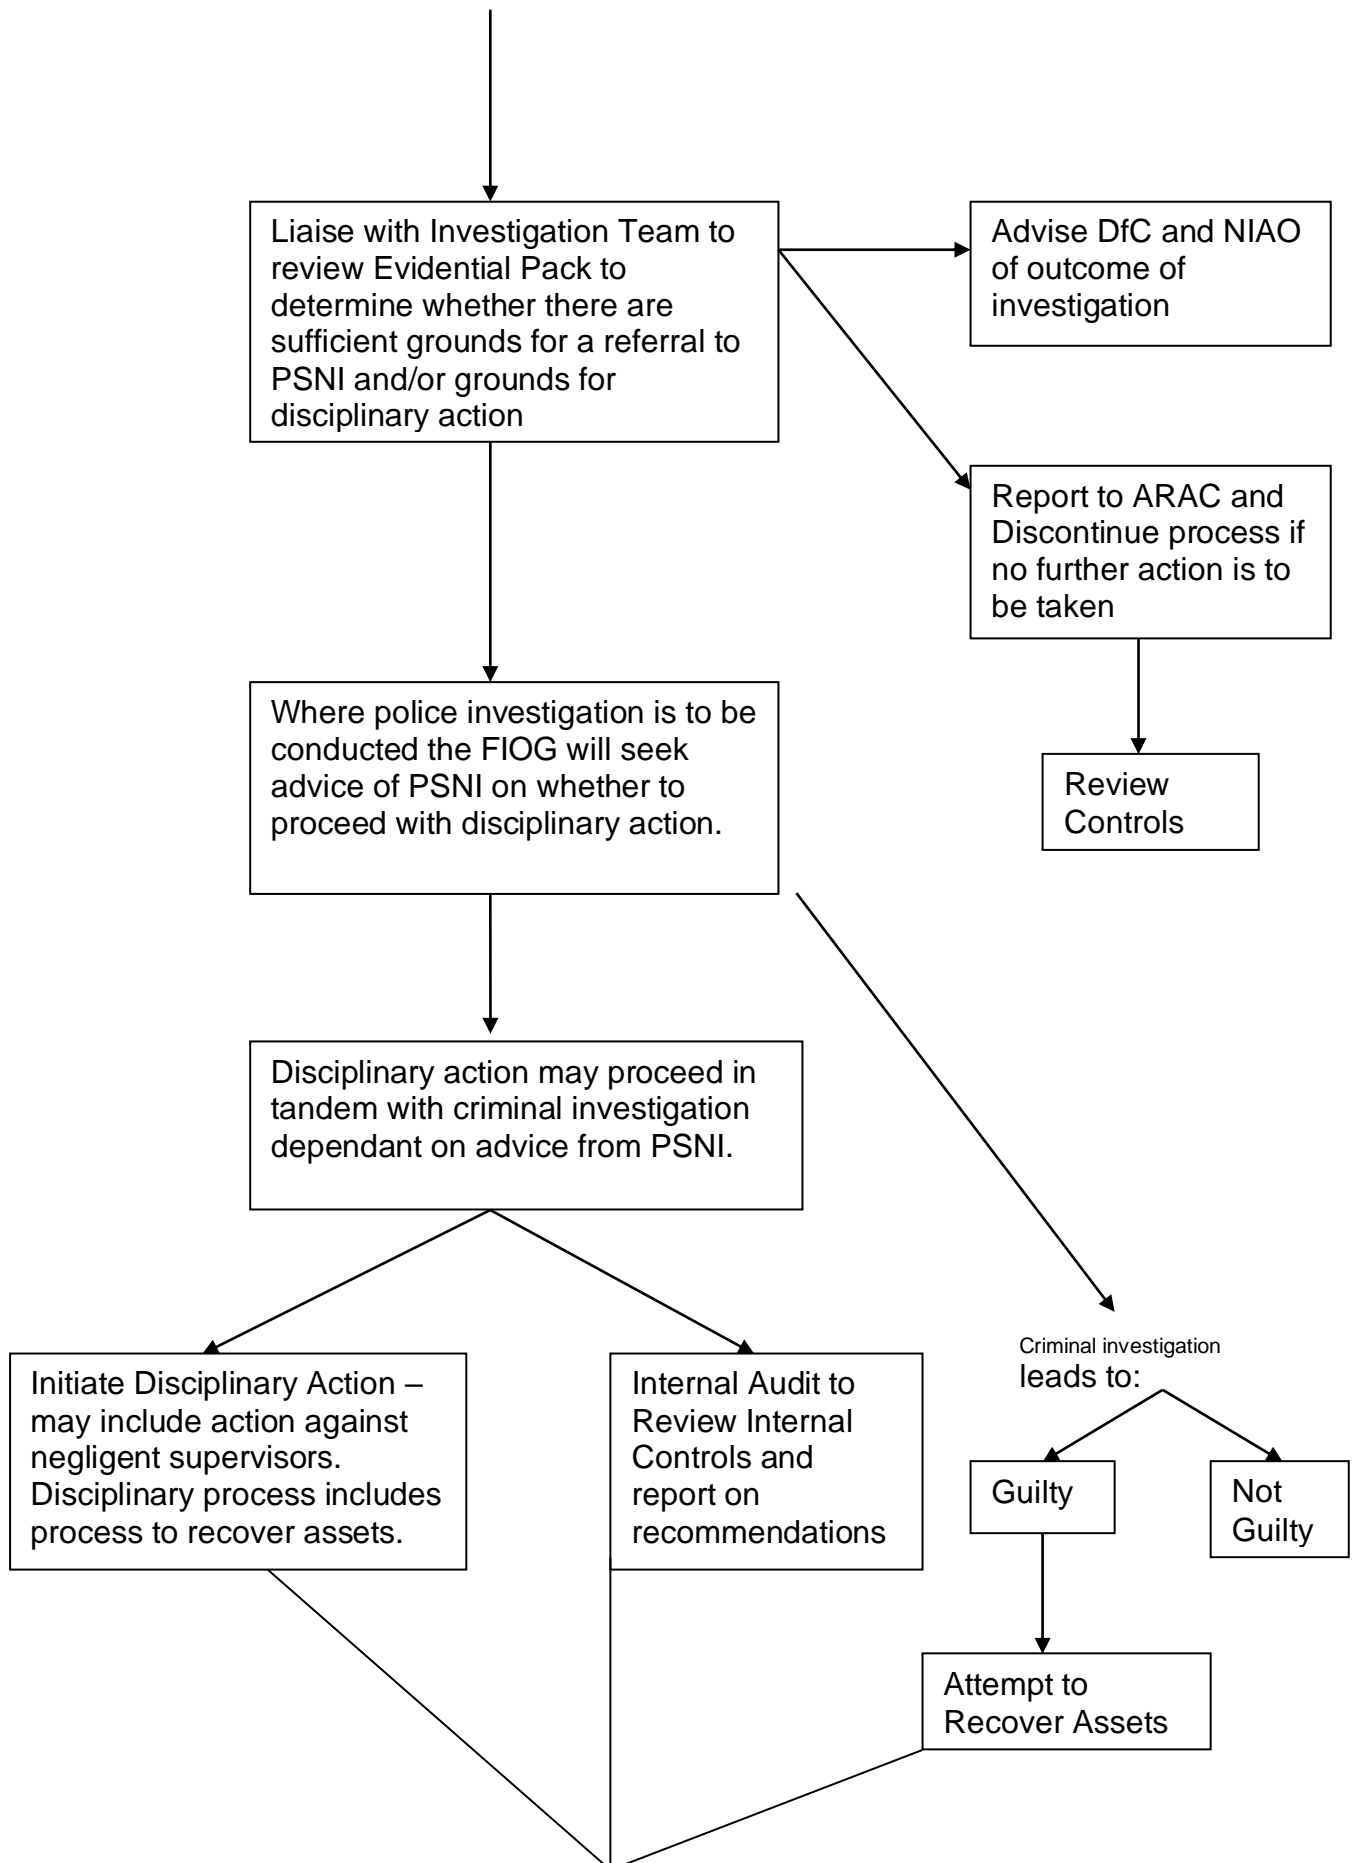 Liaise with Investigation Team to
review Evidential Pack to
determine whether there are
sufficient grounds for a referral to
PSNI and/or grounds for
disciplinary action
Advise DfC and NIAO
of outcome of
investigation
Report to ARAC and
Discontinue process if
no further action is to
be taken
Review
Controls
Where police investigation is to be
conducted the FIOG will seek
advice of PSNI on whether to
proceed with disciplinary action.
Disciplinary action may proceed in
tandem with criminal investigation
dependant on advice from PSNI.
Initiate Disciplinary Action –
may include action against
negligent supervisors.
Disciplinary process includes
process to recover assets.
Internal Audit to
Review Internal
Controls and
report on
recommendations
Criminal investigation
leads to:
Guilty
Not
Guilty
Attempt to
Recover Assets